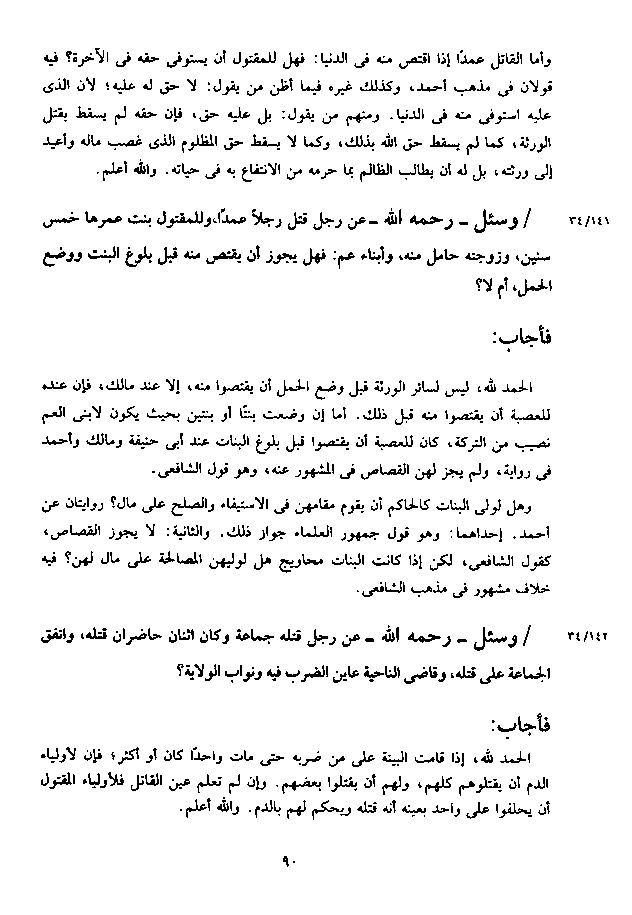 وأما القاتل عمدًا إذا اقتص منه فى الدنيا: فهل للمقتول أن يستوفي حقه فى الآخرة؟ فيه
قولان في مذهب أحمد، وكذلك غيره فيما أظن من يقول: لا حق له عليه؛ لأن الذى
عليه استوفي منه فى الدنيا. ومنهم من يقول: بل عليه حق، فإن حقه لم يسقط بقتل
الورثة، كما لم يسقط حق الله بذلك، وكما لا يسقط حق المظلوم الذى غصب ماله وأعيد
إلى ورثته، بل له أن يطالب الظالم بما حرمه من الانتفاع به فى حياته. والله أعلم.
٣٤/١٤١ / وسئل ـ رحمه الله ـ عن رجل قتل رجلاً عمدًا، وللمقتول بنت عمرها خمس
سنين، وزوجته حامل منه، وأبناء عم: فهل يجوز أن يقتص منه قبل بلوغ البنت ووضع
الحمل، أم لا؟
فأجاب:
الحمد لله، ليس لسائر الورثة قبل وضع الحمل أن يقتصوا منه، إلا عند مالك، فإن عنده
للعصبة أن يقتصوا منه قبل ذلك. أما إن وضعت بنتًا أو بنتين بحيث يكون لابنى العم
نصيب من التركة، كان للعصبة أن يقتصوا قبل بلوغ البنات عند أبى حنيفة ومالك وأحمد
فى رواية، ولم يجز لهن القصاص فى المشهور عنه، وهو قول الشافعى.
وهل لولى البنات كالحاكم أن يقوم مقامهن فى الاستيفاء والصلح على مال؟ روايتان عن
أحمد. إحداهما: وهو قول جمهور العلماء جواز ذلك. والثانية: لا يجوز القصاص،
كقول الشافعى، لكن إذا كانت البنات محاويج هل لوليهن المصالحة على مال لهن؟ فيه
خلاف مشهور فى مذهب الشافعى.
٣٤/١٤٢ / وسئل ـ رحمه الله ـ عن رجل قتله جماعة وكان اثنان حاضران قتله، واتفق
الجماعة على قتله، وقاضى الناحية عاين الضرب فيه ونواب الولاية؟
فأجاب:
الحمد لله، إذا قامت البينة على من ضربه حتى مات واحدًا كان أو أكثر؛ فإن لأولياء
الدم أن يقتلوهم كلهم، ولهم أن يقتلوا بعضهم. وإن لم تعلم عين القاتل فلأولياء المقتول
أن يحلفوا على واحد بعينه أنه قتله ويحكم لهم بالدم. والله أعلم.
٩٠